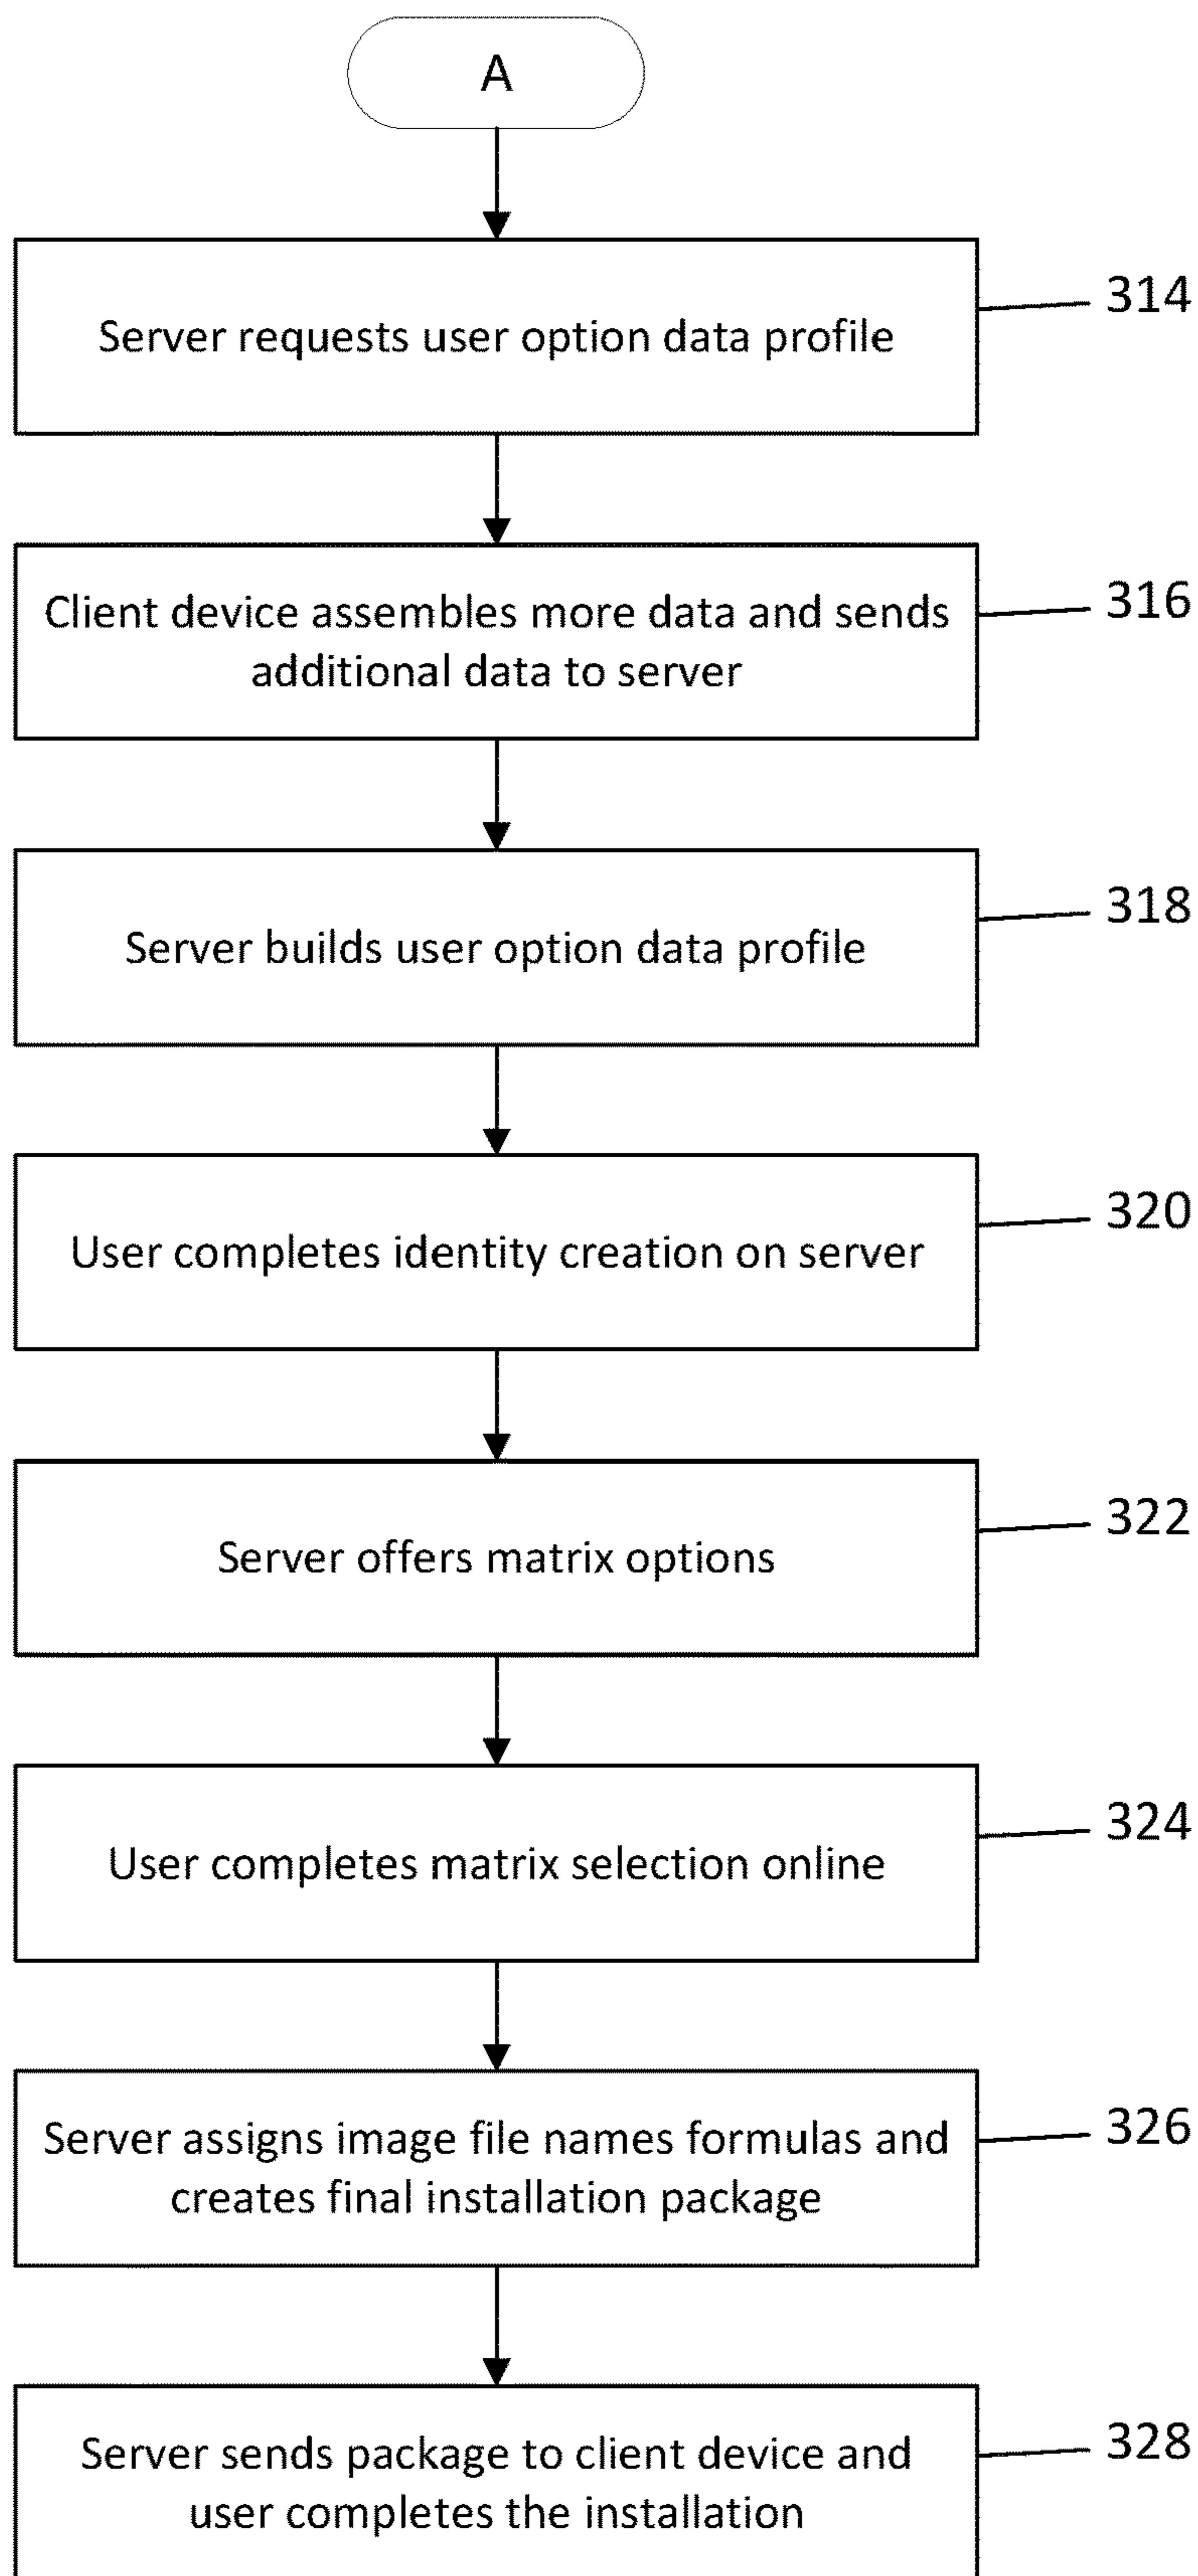 A
Server requests user option data profile
314
Client device assembles more data and sends
additional data to server
316
Server builds user option data profile
318
User completes identity creation on server
320
Server offers matrix options
322
User completes matrix selection online
324
Server assigns image file names formulas and
creates final installation package
326
Server sends package to client device and
user completes the installation
328